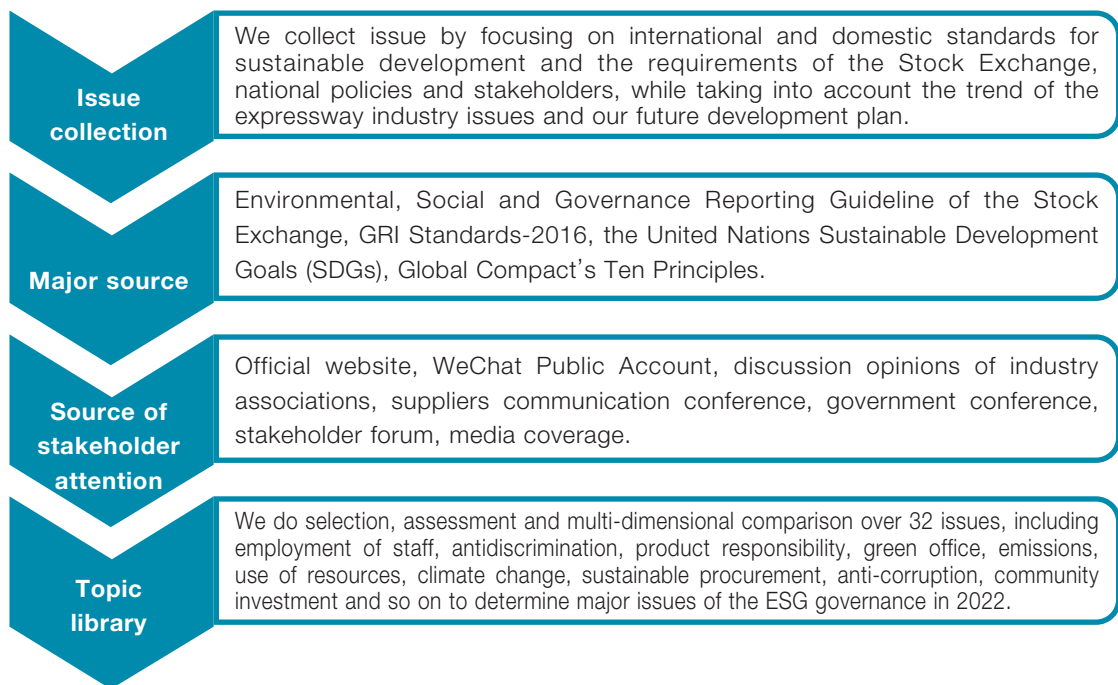 Issue
collection
We collect issue by focusing on international and domestic standards for
sustainable development and the requirements of the Stock Exchange,
national policies and stakeholders, while taking into account the trend of the
expressway industry issues and our future development plan.
Major source
Environmental, Social and Governance Reporting Guideline of the Stock
Exchange, GRI Standards-2016, the United Nations Sustainable Development
Goals (SDGs), Global Compact’s Ten Principles.
Source of
stakeholder
attention
Official website, WeChat Public Account, discussion opinions of industry
associations, suppliers communication conference, government conference,
stakeholder forum, media coverage.
Topic
library
We do selection, assessment and multi-dimensional comparison over 32 issues, including
employment of staff, antidiscrimination, product responsibility, green office, emissions,
use of resources, climate change, sustainable procurement, anti-corruption, community
investment and so on to determine major issues of the ESG governance in 2022.